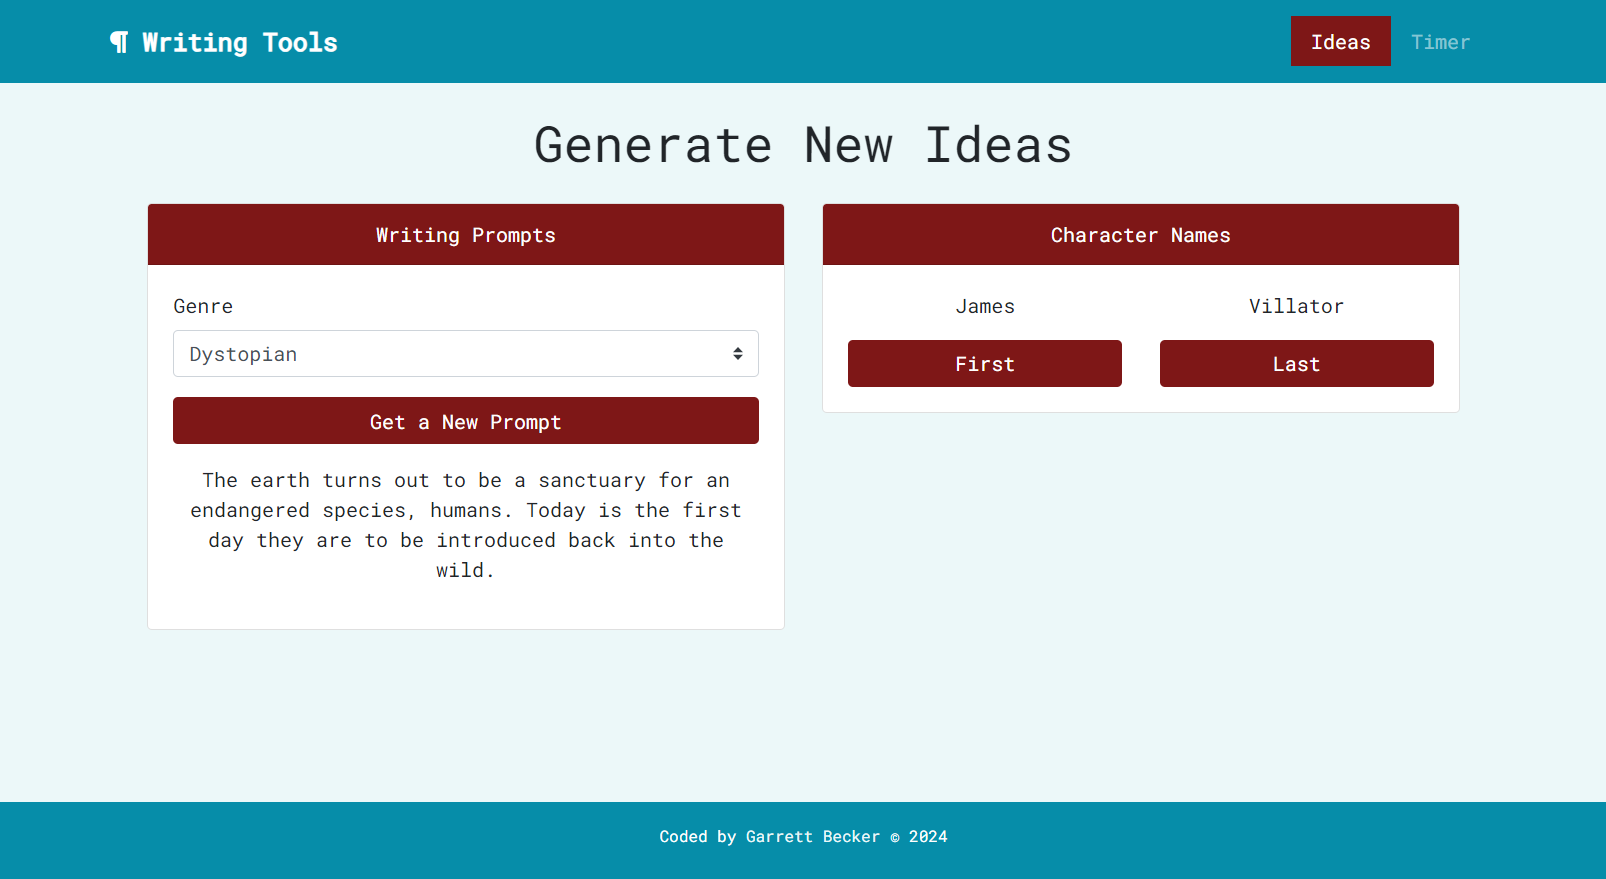 ¶ Writing Tools
Ideas
Timer
Generate New Ideas
Writing Prompts
Genre
Dystopian
Get a New Prompt
The earth turns out to be a sanctuary for an
endangered species, humans. Today is the first
day they are to be introduced back into the
wild.
Character Names
James
Villator
First
Last
Coded by Garrett Becker © 2024